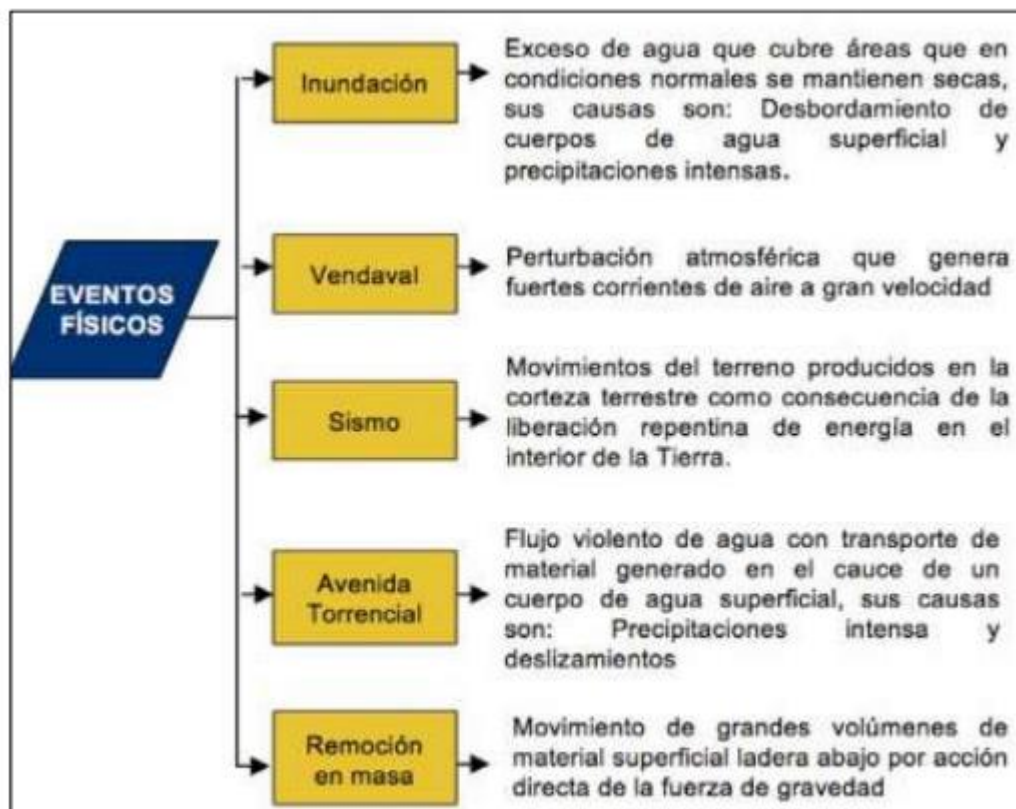 EVENTOS
FÍSICOS
Inundación
Exceso de agua que cubre áreas que en
condiciones normales se mantienen secas,
sus causas son: Desbordamiento de
cuerpos de agua superficial y
precipitaciones intensas.
Vendaval
Perturbación atmosférica que genera
fuertes corrientes de aire a gran velocidad
Sismo
Movimientos del terreno producidos en la
corteza terrestre como consecuencia de la
liberación repentina de energía en el
interior de la Tierra.
Avenida
Torrencial
Flujo violento de agua con transporte de
material generado en el cauce de un
cuerpo de agua superficial, sus causas
son: Precipitaciones intensa y
deslizamientos
Remoción
en masa
Movimiento de grandes volúmenes de
material superficial ladera abajo por acción
directa de la fuerza de gravedad